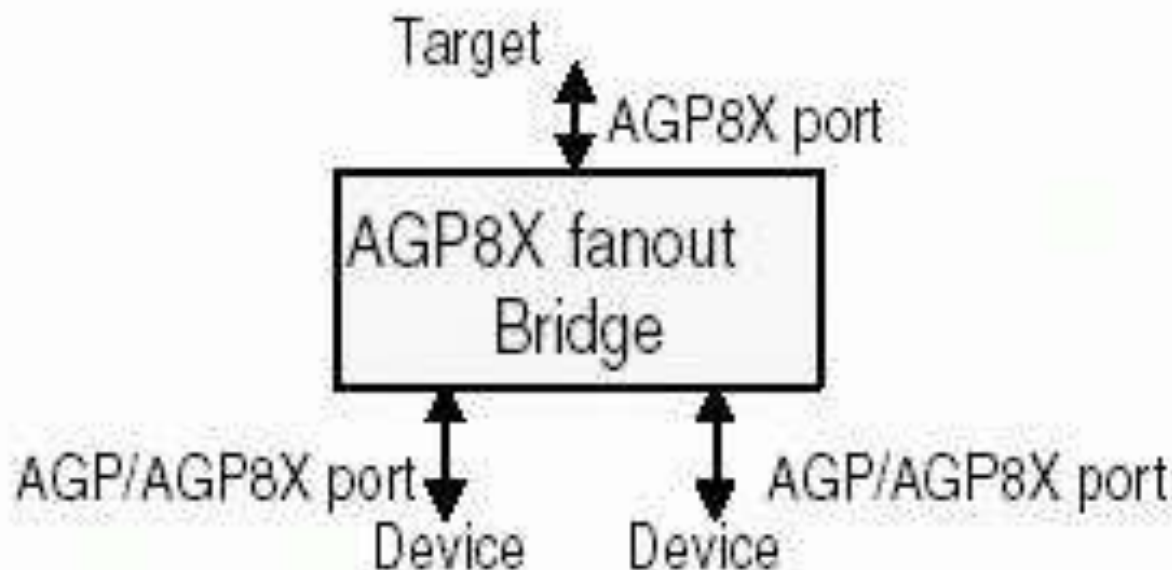 Target
AGP8X port
AGP8X fanout
Bridge
AGP/AGP8X port
AGP/AGP8X port
Device
Device